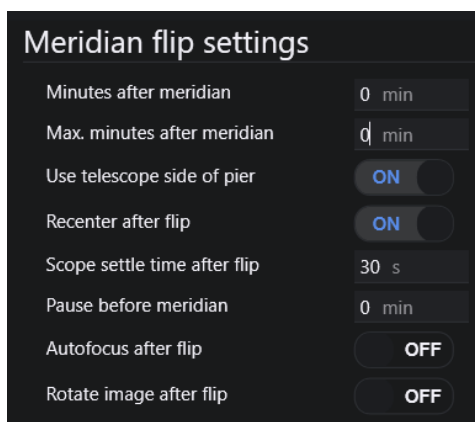 Meridian flip settings
Minutes after meridian 0 min
Max. minutes after meridian 0 min
Use telescope side of pier ON
Recenter after flip ON
Scope settle time after flip 30 s
Pause before meridian 0 min
Autofocus after flip OFF
Rotate image after flip OFF